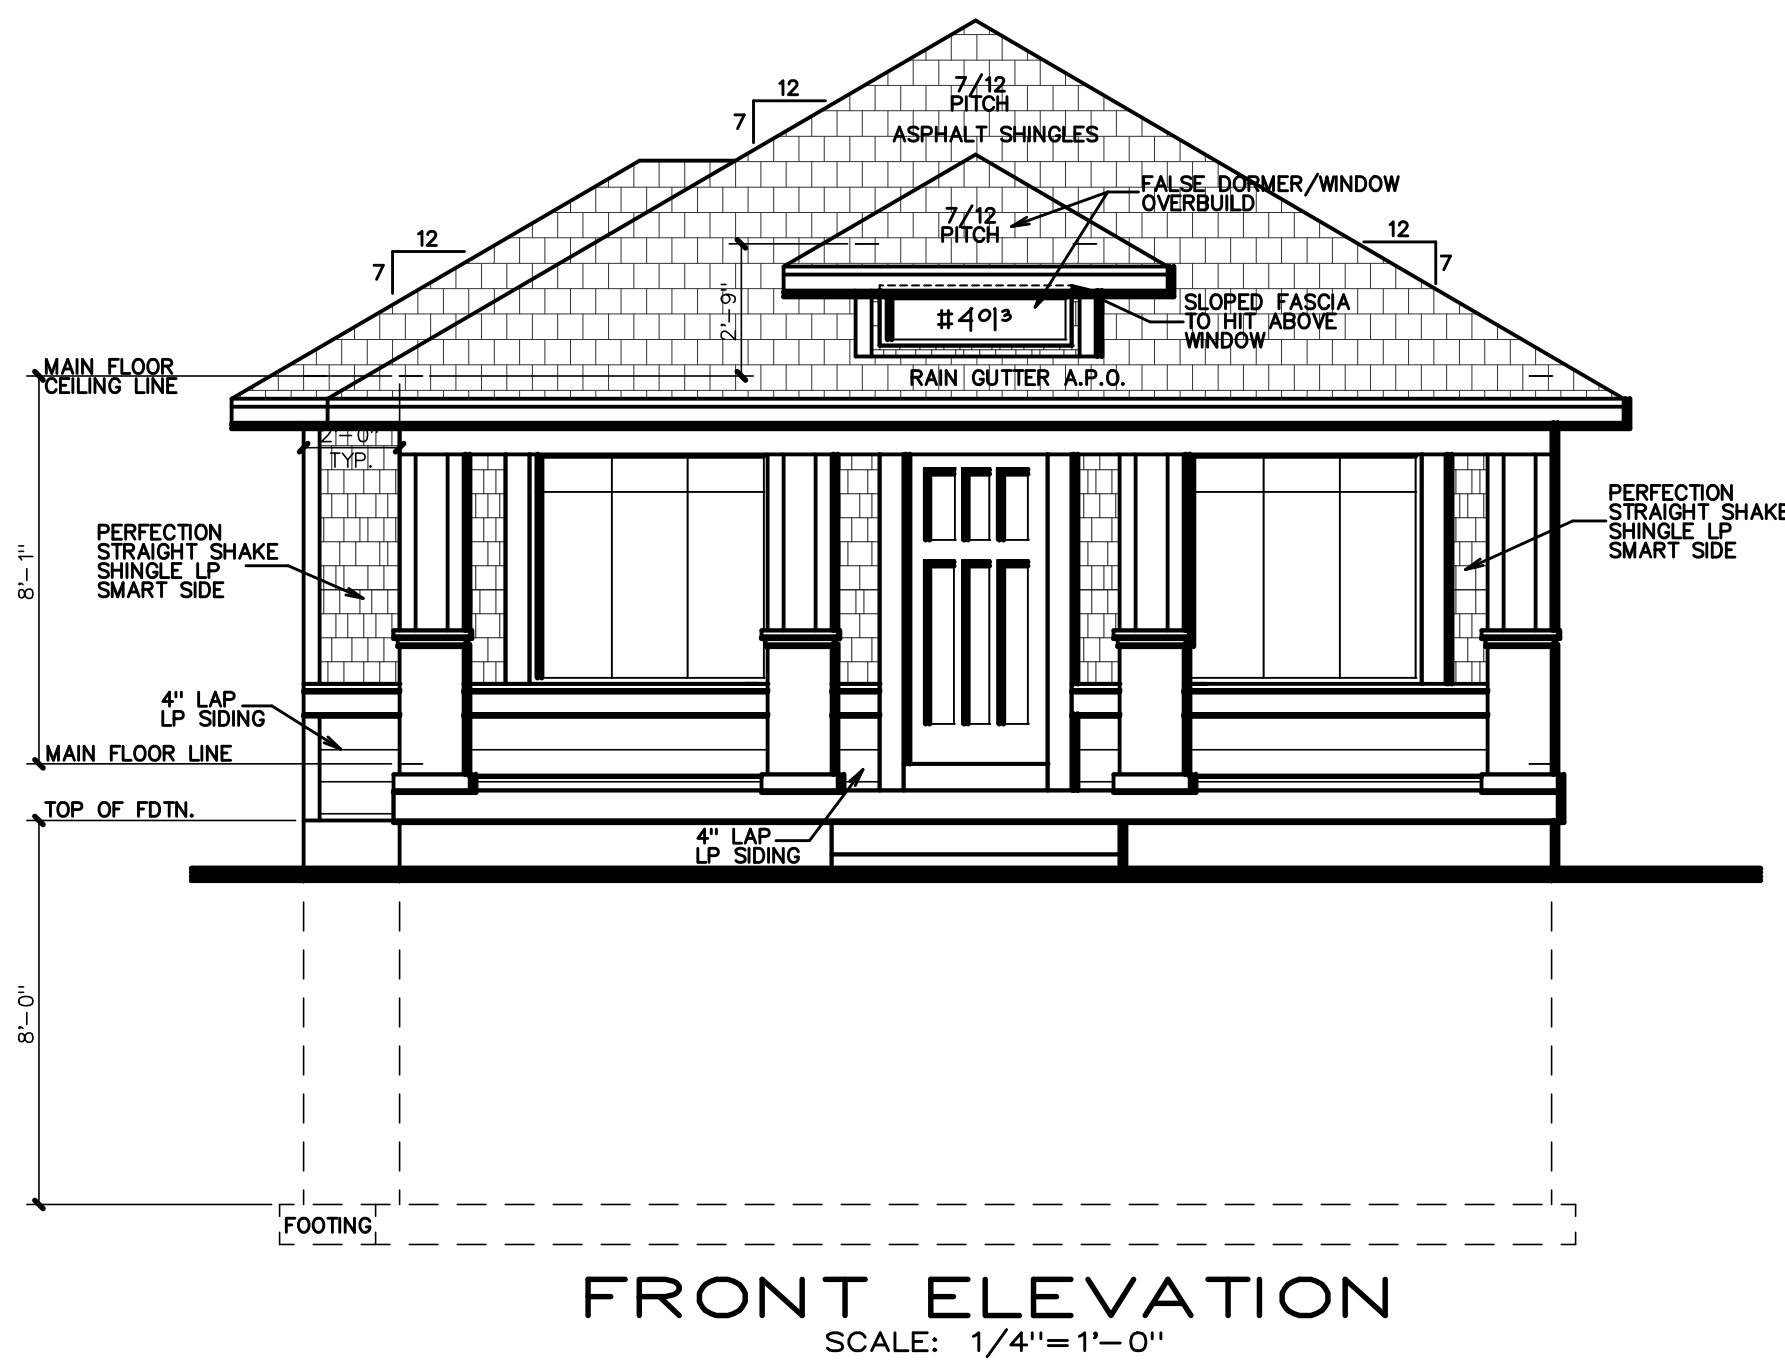 7/12
PITCH
ASPHALT SHINGLES
12
7
FALSE DORMER/WINDOW
OVERBUILD
7/12
PITCH
12
7
12
7
2'-9"
#4013
SLOPED FASCIA
TO HIT ABOVE
WINDOW
MAIN FLOOR
CEILING LINE
RAIN GUTTER A.P.O.
2'-0"
TYP.
PERFECTION
STRAIGHT SHAKE
SHINGLE LP
SMART SIDE
PERFECTION
STRAIGHT SHAKE
SHINGLE LP
SMART SIDE
8'-1"
4" LAP
LP SIDING
MAIN FLOOR LINE
TOP OF FDTN.
4" LAP
LP SIDING
8'-0"
FOOTING
FRONT ELEVATION
SCALE: 1/4"=1'-0"